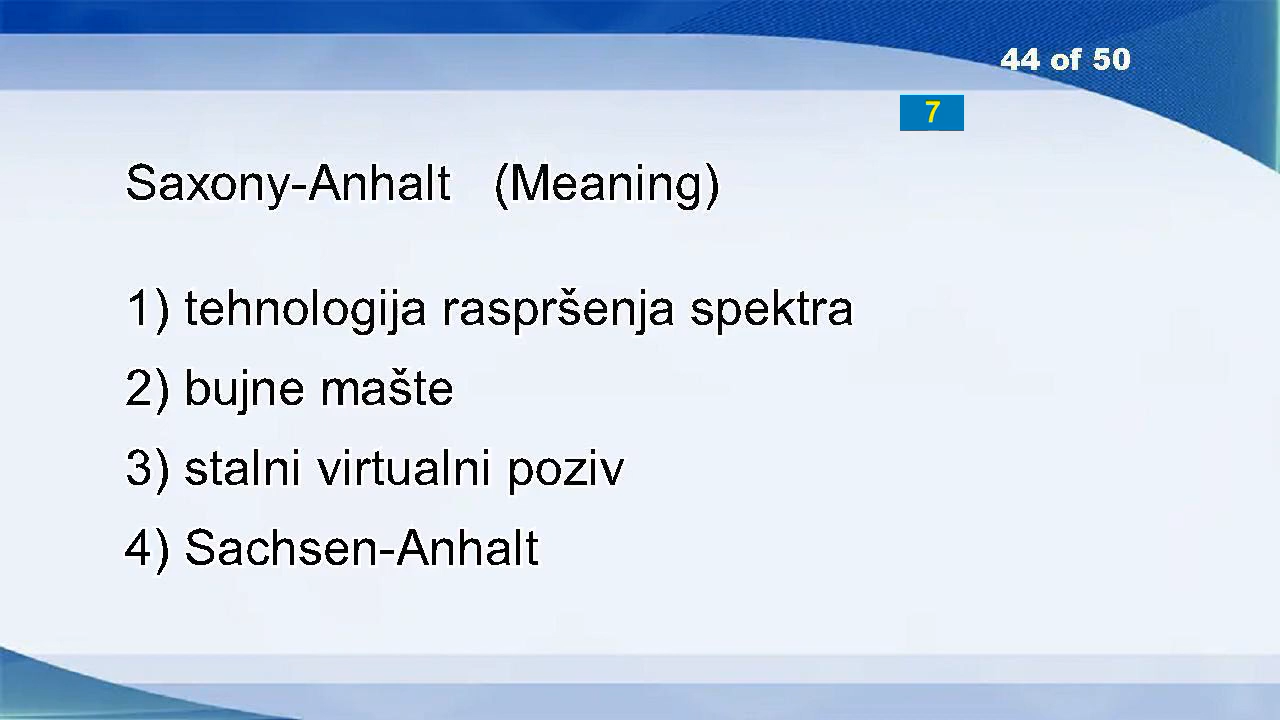 44 of 50
7
Saxony-Anhalt (Meaning)
1) tehnologija raspršenja spektra
2) bujne mašte
3) stalni virtualni poziv
4) Sachsen-Anhalt